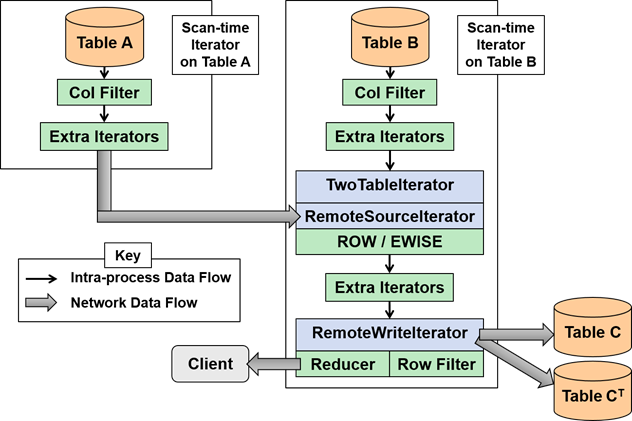 Table A
Scan-time
Iterator
on Table A
Col Filter
Extra Iterators
Table B
Scan-time
Iterator
on Table B
Col Filter
Extra Iterators
TwoTableIterator
RemoteSourceIterator
ROW / EWISE
Extra Iterators
RemoteWriteIterator
Reducer
Row Filter
Key
Intra-process Data Flow
Network Data Flow
Client
Table C
Table Cᵀ